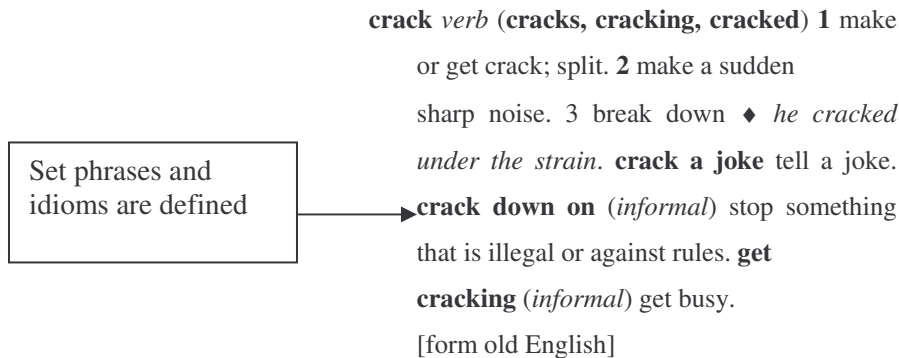 crack verb (cracks, cracking, cracked) 1 make
or get crack; split. 2 make a sudden
sharp noise. 3 break down ♦ he cracked
under the strain. crack a joke tell a joke.
crack down on (informal) stop something
that is illegal or against rules. get
cracking (informal) get busy.
[form old English]
Set phrases and
idioms are defined